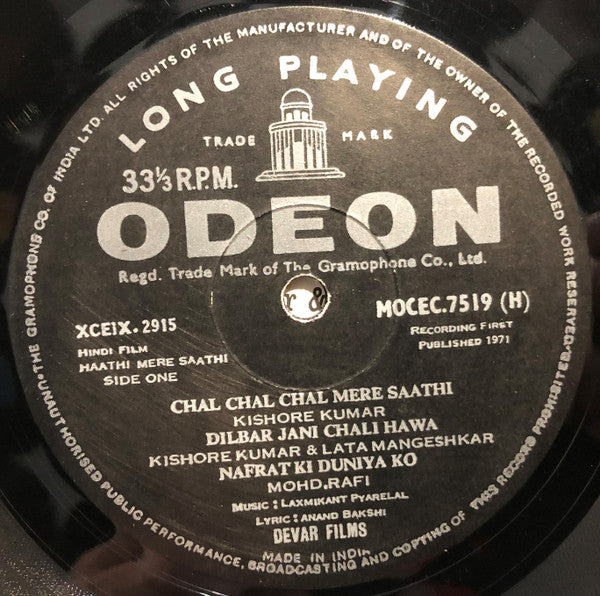 THE GRAMOPHONE CO. OF INDIA LTD. ALL RIGHTS OF THE MANUFACTURER AND OF THE OWNER OF THE RECORDED WORK RESERVED.
UNAUTHORISED PUBLIC PERFORMANCE, BROADCASTING AND COPYING OF THIS RECORD PROHIBITED
LONG PLAYING
TRADE MARK
33⅓ R.P.M.
ODEON
Regd. Trade Mark of The Gramophone Co., Ltd.
r &
XCEIX.2915
MOCEC.7519 (H)
RECORDING FIRST
PUBLISHED 1971
HINDI FILM
HAATHI MERE SAATHI
SIDE ONE
CHAL CHAL CHAL MERE SAATHI
KISHORE KUMAR
DILBAR JANI CHALI HAWA
KISHORE KUMAR & LATA MANGESHKAR
NAFRAT KI DUNIYA KO
MOHD.RAFI
MUSIC: LAXMIKANT PYARELAL
LYRIC: ANAND BAKSHI
DEVAR FILMS
MADE IN INDIA